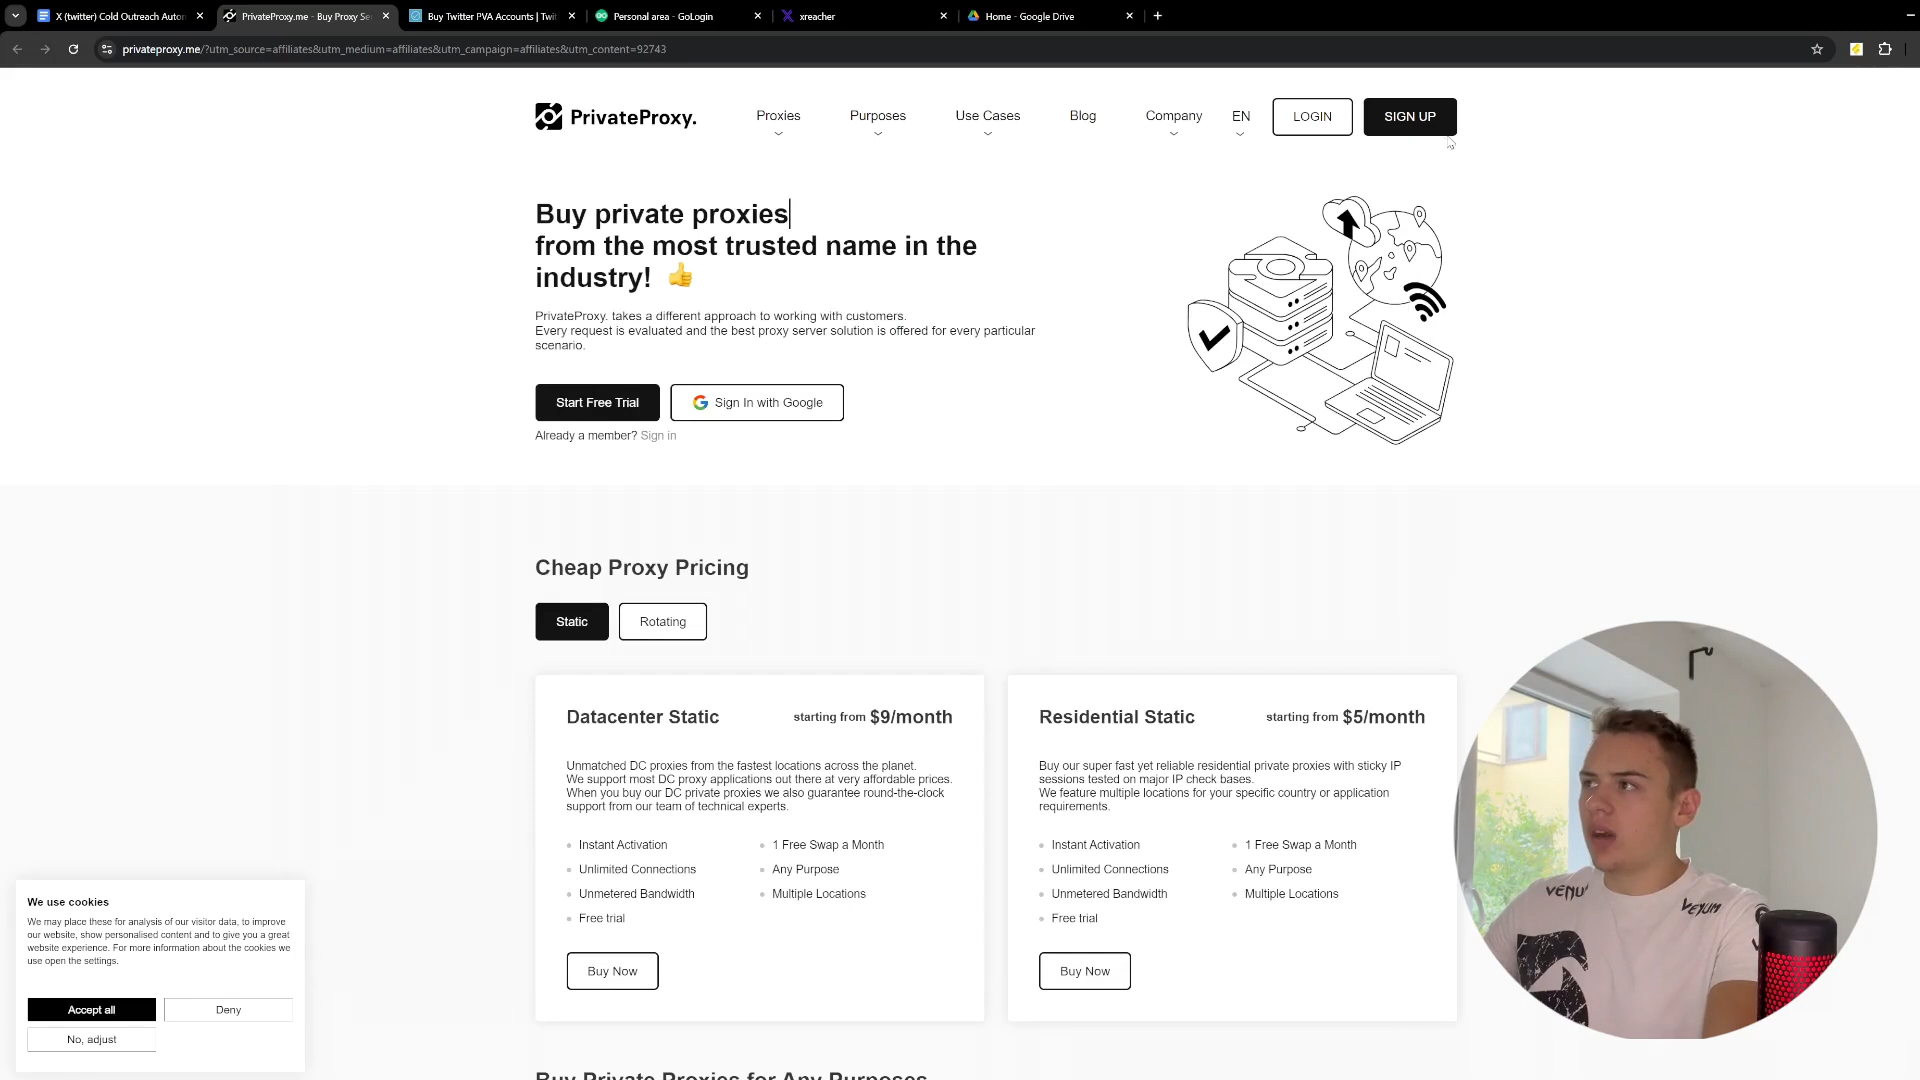 X (twitter) Cold Outreach Auton
PrivateProxy.me - Buy Proxy Se
Buy Twitter PVA Accounts | Twit
Personal area - GoLogin
xreacher
Home - Google Drive
privateproxy.me/?utm_source=affiliates&utm_medium=affiliates&utm_campaign=affiliates&utm_content=92743
PrivateProxy.
Proxies
Purposes
Use Cases
Blog
Company
EN
LOGIN
SIGN UP
Buy private proxies
from the most trusted name in the
industry! 👍
PrivateProxy. takes a different approach to working with customers.
Every request is evaluated and the best proxy server solution is offered for every particular
scenario.
Start Free Trial
Sign In with Google
Already a member? Sign in
Cheap Proxy Pricing
Static
Rotating
Datacenter Static
starting from $9/month
Unmatched DC proxies from the fastest locations across the planet.
We support most DC proxy applications out there at very affordable prices.
When you buy our DC private proxies we also guarantee round-the-clock
support from our team of technical experts.
Instant Activation
1 Free Swap a Month
Unlimited Connections
Any Purpose
Unmetered Bandwidth
Multiple Locations
Free trial
Buy Now
Residential Static
starting from $5/month
Buy our super fast yet reliable residential private proxies with sticky IP
sessions tested on major IP check bases.
We feature multiple locations for your specific country or application
requirements.
Instant Activation
1 Free Swap a Month
Unlimited Connections
Any Purpose
Unmetered Bandwidth
Multiple Locations
Free trial
Buy Now
VENUM
VENUM
We use cookies
We may place these for analysis of our visitor data, to improve
our website, show personalised content and to give you a great
website experience. For more information about the cookies we
use open the settings.
Accept all
Deny
No, adjust
Buy Private Proxies for Any Purposes